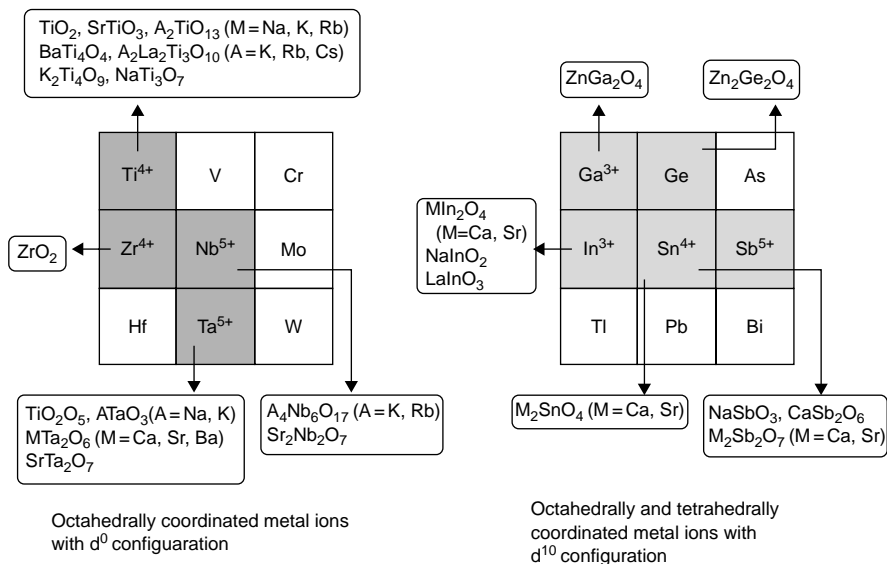 TiO₂, SrTiO₃, A₂TiO₁₃ (M = Na, K, Rb)
BaTi₄O₄, A₂La₂Ti₃O₁₀ (A = K, Rb, Cs)
K₂Ti₄O₉, NaTi₃O₇
Ti⁴⁺ V Cr
ZrO₂
Zr⁴⁺ Nb⁵⁺ Mo
Hf Ta⁵⁺ W
TiO₂O₅, ATaO₃(A = Na, K)
MTa₂O₆ (M = Ca, Sr, Ba)
SrTa₂O₇
A₄Nb₆O₁₇ (A = K, Rb)
Sr₂Nb₂O₇
Octahedrally coordinated metal ions
with d⁰ configuaration
ZnGa₂O₄
Zn₂Ge₂O₄
Ga³⁺ Ge As
MIn₂O₄
(M=Ca, Sr)
NaInO₂
LaInO₃
In³⁺ Sn⁴⁺ Sb⁵⁺
Tl Pb Bi
M₂SnO₄ (M = Ca, Sr)
NaSbO₃, CaSb₂O₆
M₂Sb₂O₇ (M = Ca, Sr)
Octahedrally and tetrahedrally
coordinated metal ions with
d¹⁰ configuration